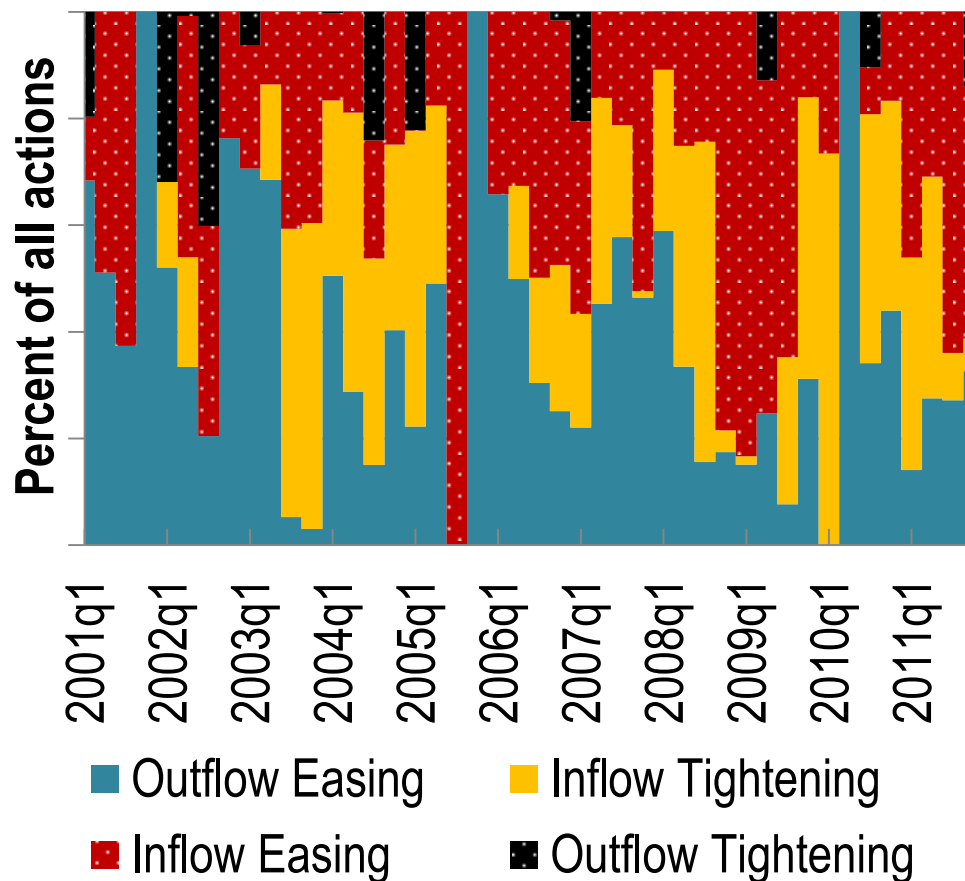 Percent of all actions
2001q1
2002q1
2003q1
2004q1
2005q1
2006q1
2007q1
2008q1
2009q1
2010q1
2011q1
Outflow Easing
Inflow Tightening
Inflow Easing
Outflow Tightening